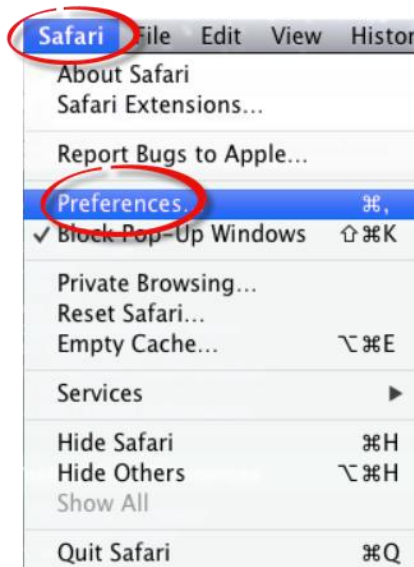 Safari File Edit View Histor
About Safari
Safari Extensions...
Report Bugs to Apple...
Preferences... ⌘,
✓ Block Pop-Up Windows ⇧⌘K
Private Browsing...
Reset Safari...
Empty Cache... ⌥⌘E
Services ▶
Hide Safari ⌘H
Hide Others ⌥⌘H
Show All
Quit Safari ⌘Q